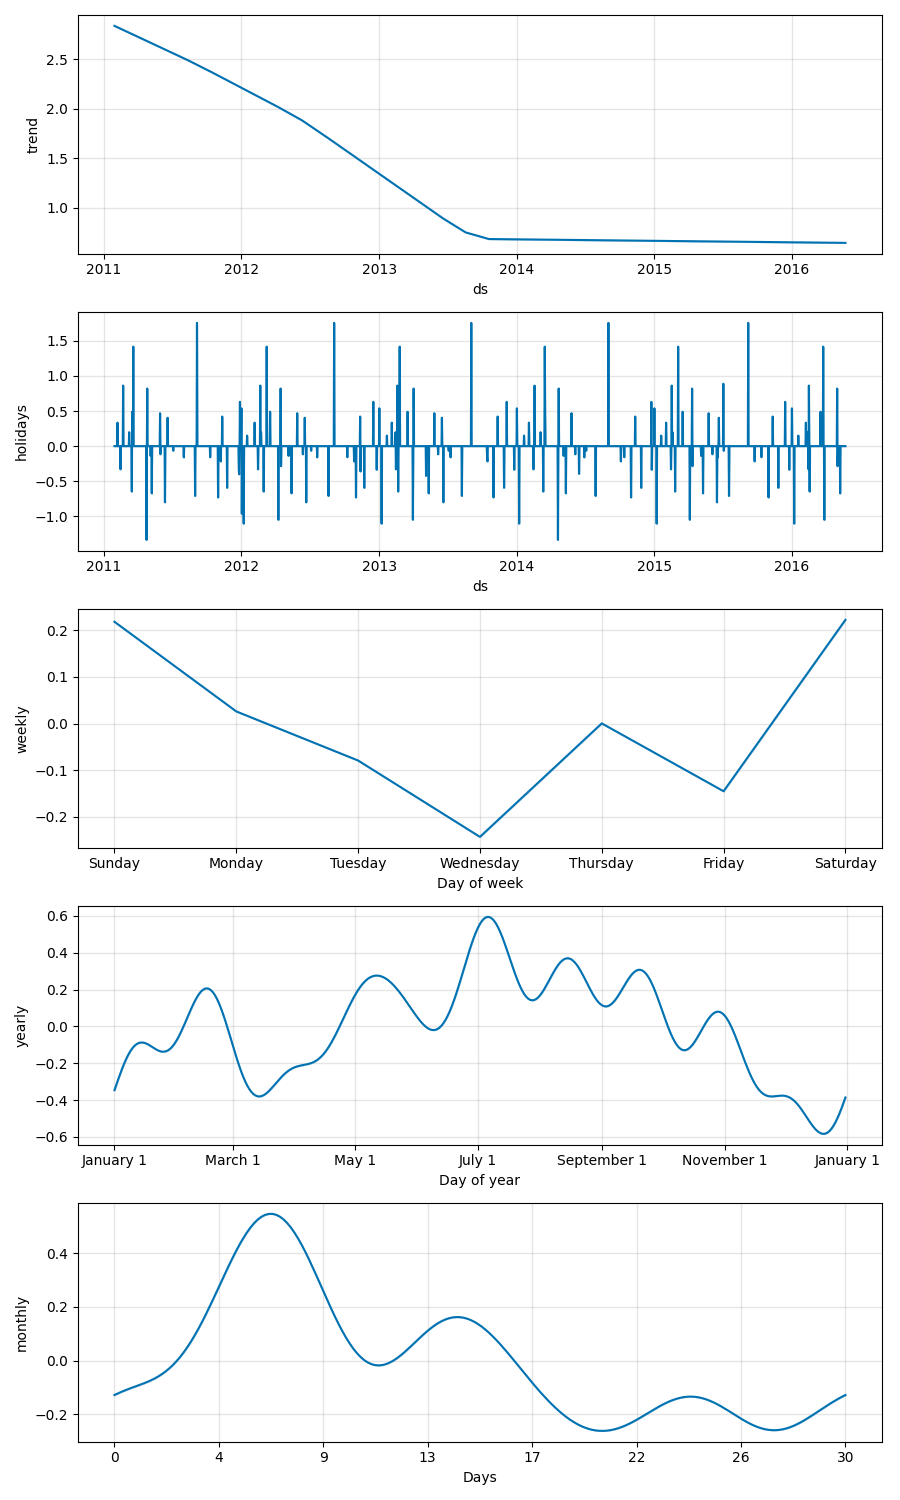 2.5
2.0
1.5
1.0
trend
2011 2012 2013 2014 2015 2016
ds
1.5
1.0
0.5
0.0
−0.5
−1.0
holidays
2011 2012 2013 2014 2015 2016
ds
0.2
0.1
0.0
−0.1
−0.2
weekly
Sunday Monday Tuesday Wednesday Thursday Friday Saturday
Day of week
0.6
0.4
0.2
0.0
−0.2
−0.4
−0.6
yearly
January 1 March 1 May 1 July 1 September 1 November 1 January 1
Day of year
0.4
0.2
0.0
−0.2
monthly
0 4 9 13 17 22 26 30
Days